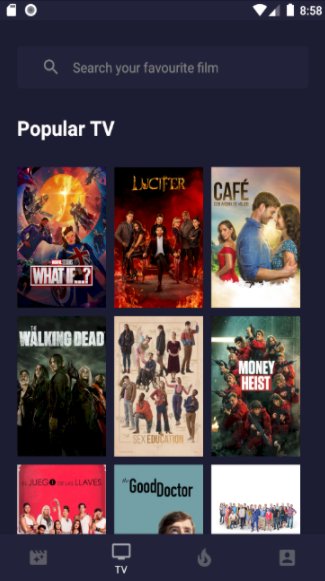 8:58
Search your favourite film
Popular TV
MARVEL STUDIOS
WHAT IF...?
LUCIFER
CAFÉ
CON AROMA DE MUJER
THE
WALKING DEAD
SEX EDUCATION
MONEY
HEIST
EL JUEGO DE LAS LLAVES
the
Good Doctor
TV